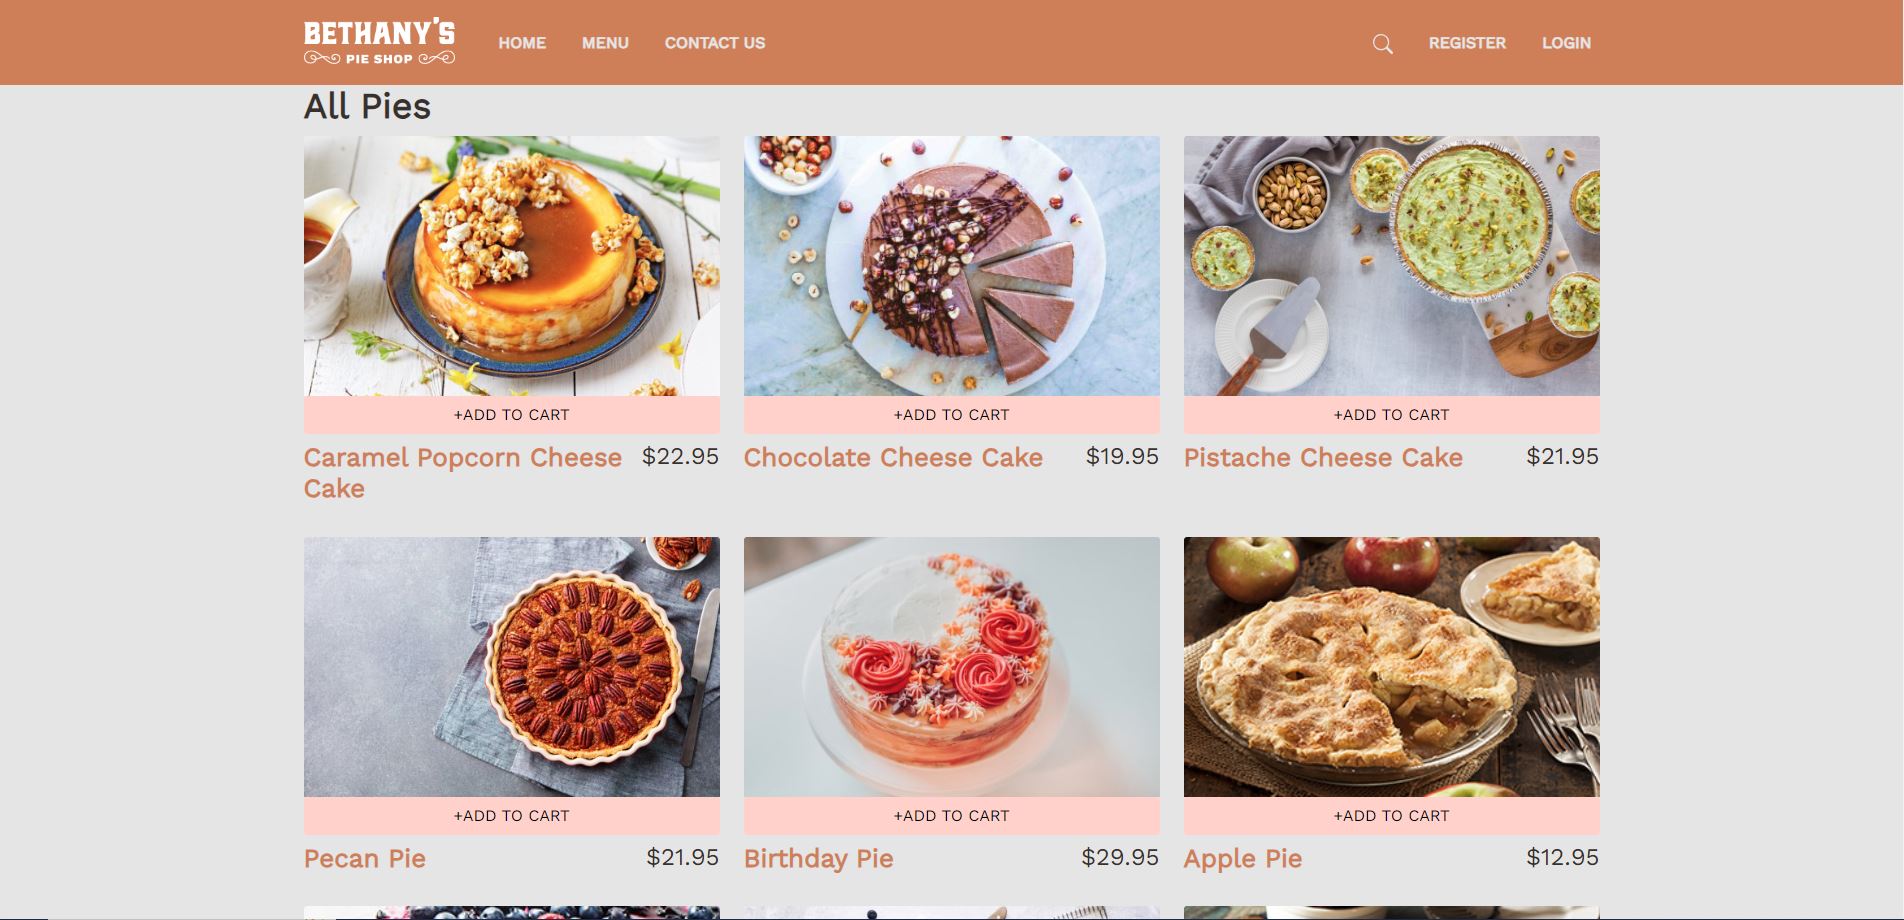 BETHANY'S
PIE SHOP
HOME MENU CONTACT US
REGISTER LOGIN
All Pies
+ADD TO CART
Caramel Popcorn Cheese Cake
$22.95
+ADD TO CART
Chocolate Cheese Cake
$19.95
+ADD TO CART
Pistache Cheese Cake
$21.95
+ADD TO CART
Pecan Pie
$21.95
+ADD TO CART
Birthday Pie
$29.95
+ADD TO CART
Apple Pie
$12.95